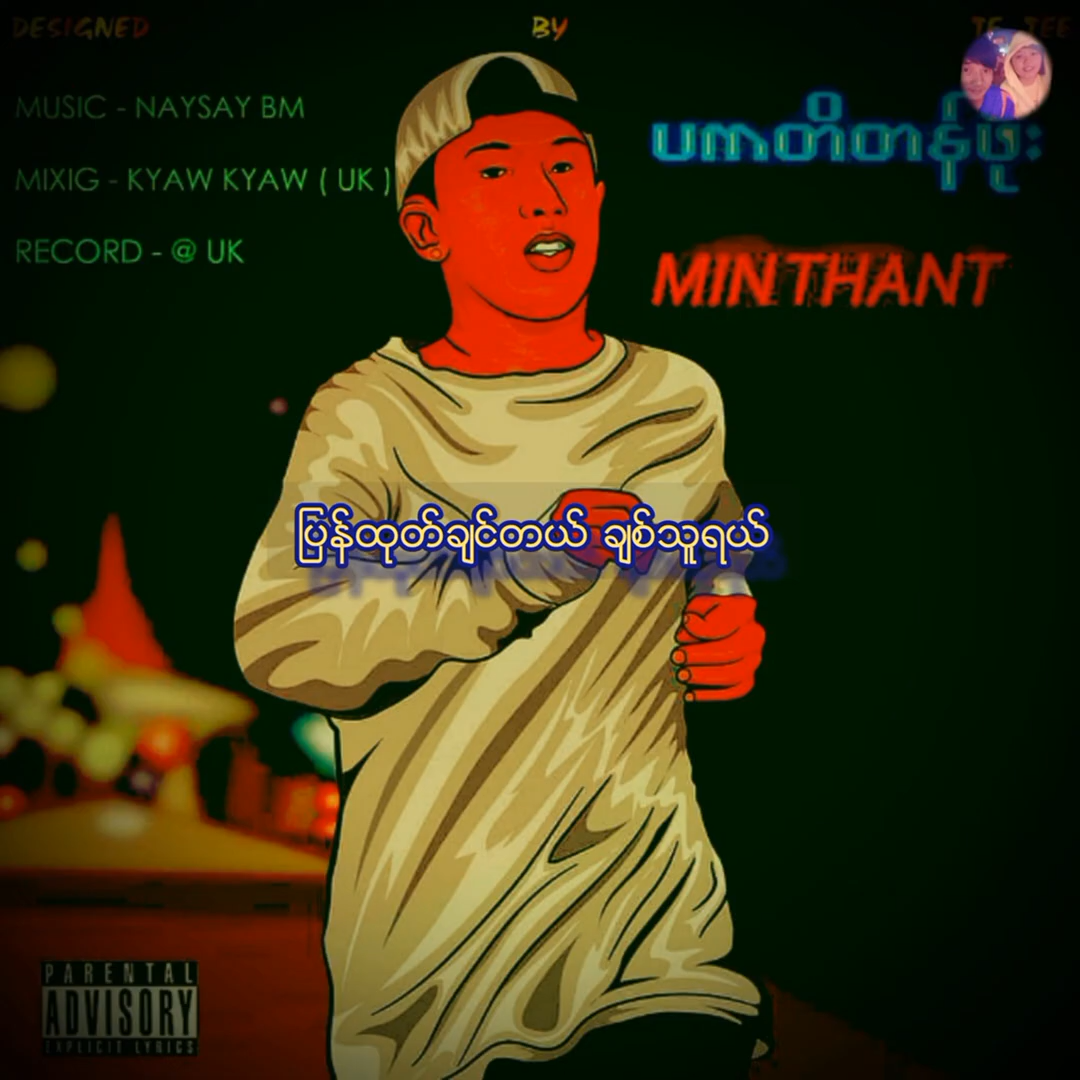 DESIGNED BY
MUSIC - NAYSAY BM
MIXIG - KYAW KYAW ( UK )
RECORD - @ UK
ပကတိတန်ဖိုး
MINTHANT
ပြန်ထုတ်ချင်တယ် ချစ်သူရယ်
PARENTAL
ADVISORY
EXPLICIT LYRICS